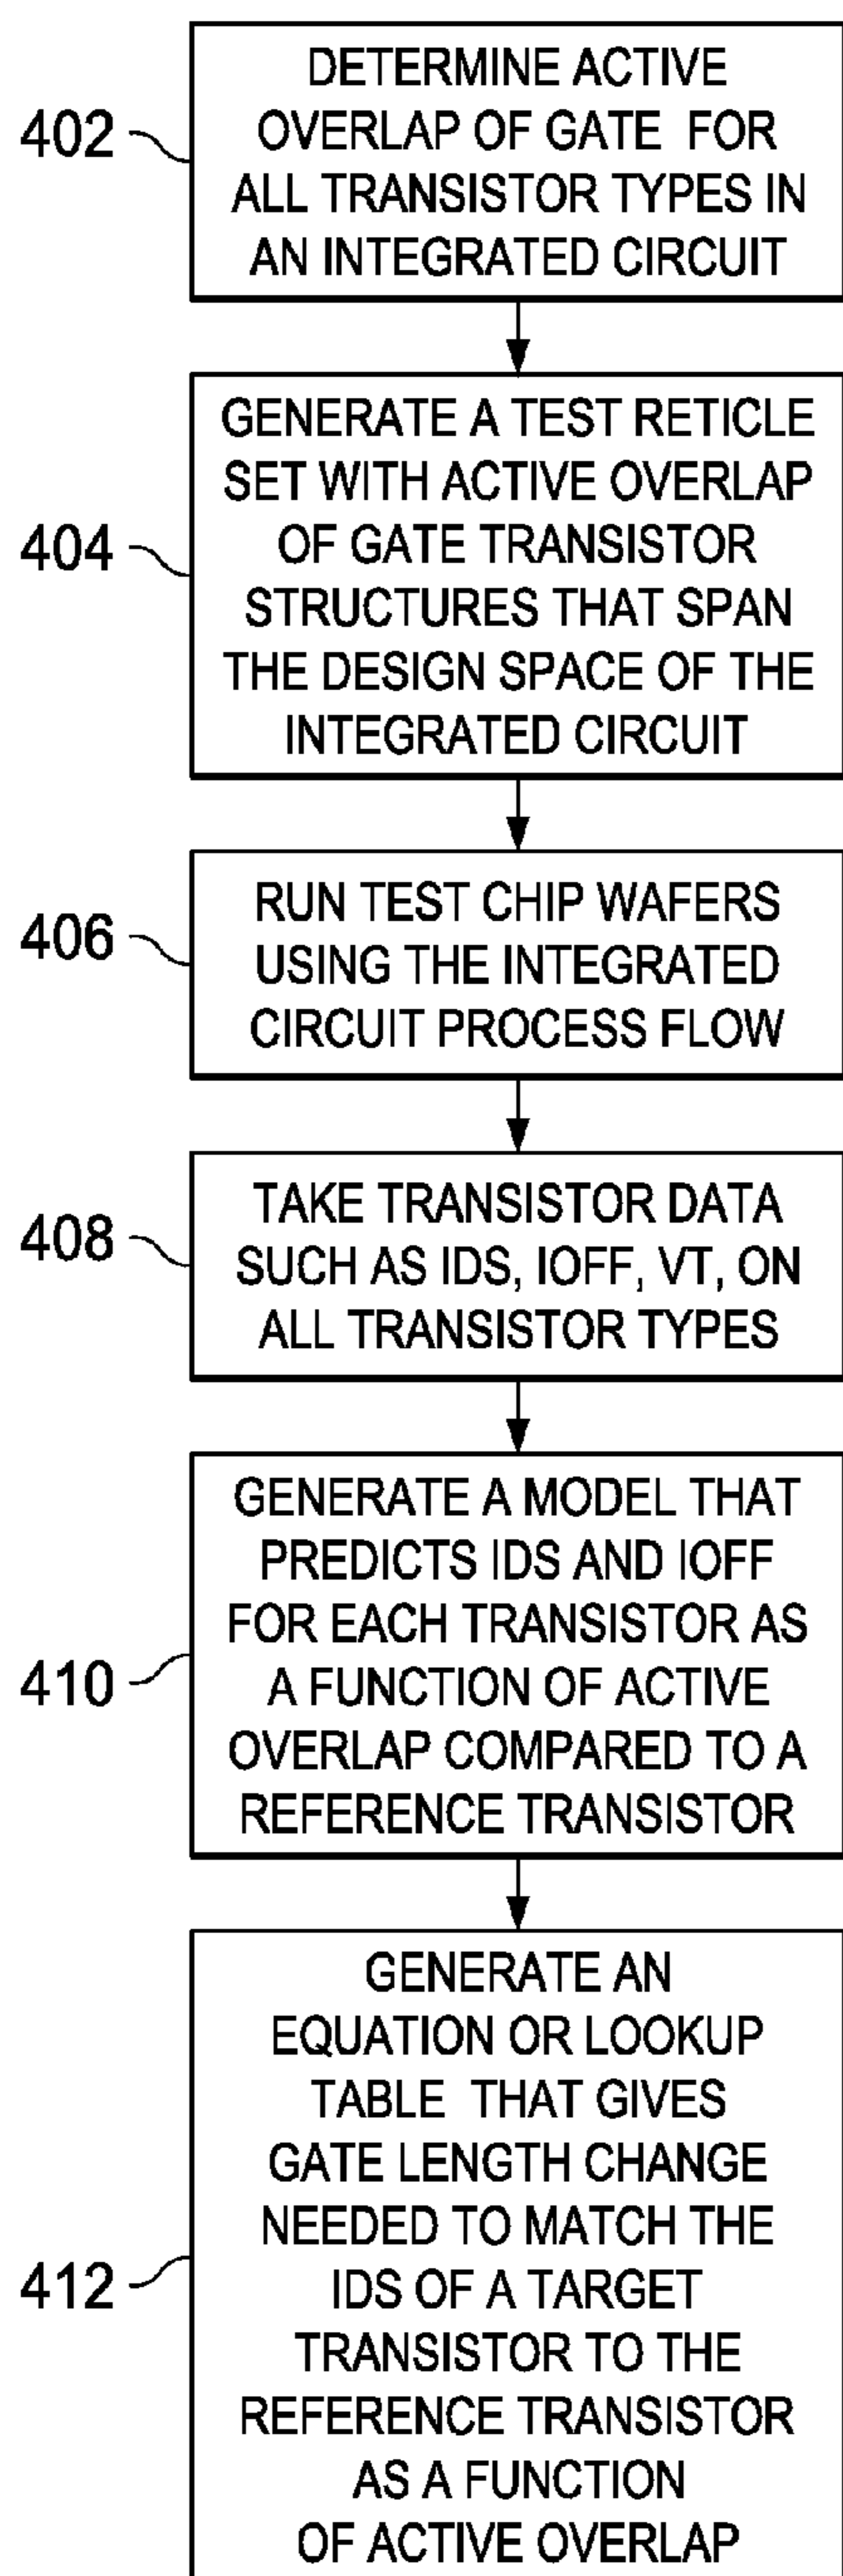 402
DETERMINE ACTIVE
OVERLAP OF GATE FOR
ALL TRANSISTOR TYPES IN
AN INTEGRATED CIRCUIT
404
GENERATE A TEST RETICLE
SET WITH ACTIVE OVERLAP
OF GATE TRANSISTOR
STRUCTURES THAT SPAN
THE DESIGN SPACE OF THE
INTEGRATED CIRCUIT
406
RUN TEST CHIP WAFERS
USING THE INTEGRATED
CIRCUIT PROCESS FLOW
408
TAKE TRANSISTOR DATA
SUCH AS IDS, IOFF, VT, ON
ALL TRANSISTOR TYPES
410
GENERATE A MODEL THAT
PREDICTS IDS AND IOFF
FOR EACH TRANSISTOR AS
A FUNCTION OF ACTIVE
OVERLAP COMPARED TO A
REFERENCE TRANSISTOR
412
GENERATE AN
EQUATION OR LOOKUP
TABLE THAT GIVES
GATE LENGTH CHANGE
NEEDED TO MATCH THE
IDS OF A TARGET
TRANSISTOR TO THE
REFERENCE TRANSISTOR
AS A FUNCTION
OF ACTIVE OVERLAP